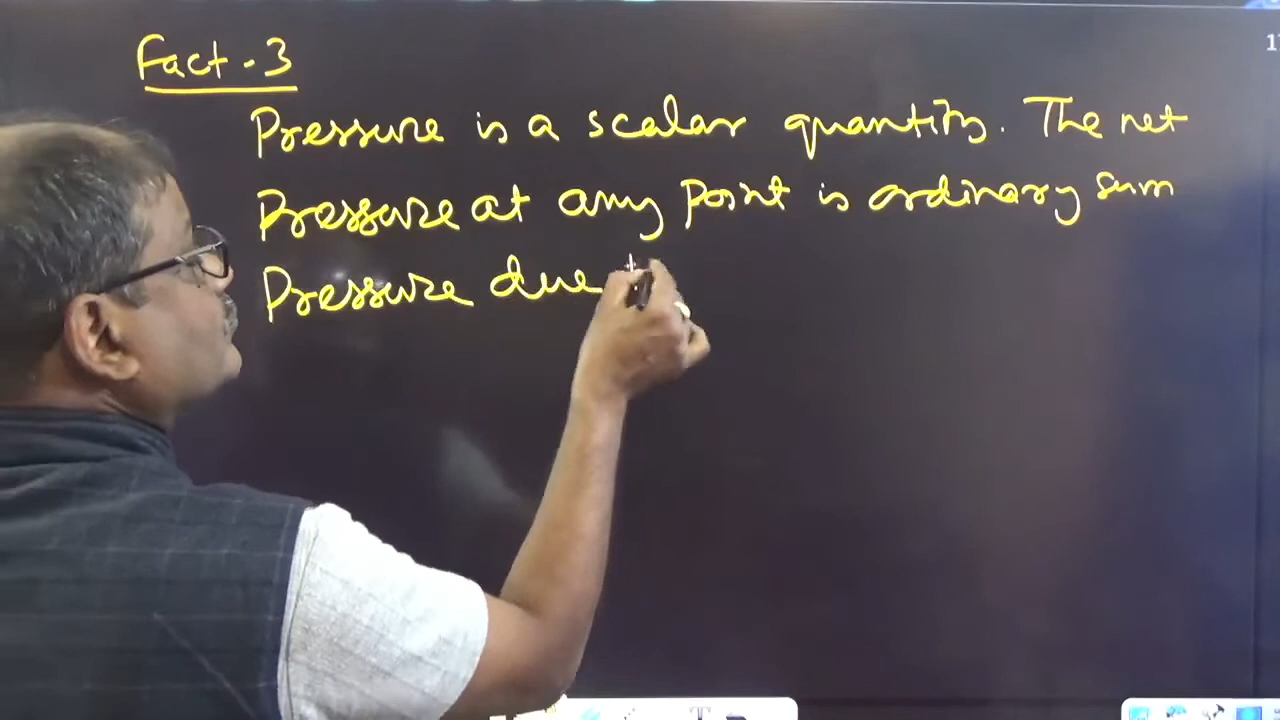 Fact - 3
Pressure is a scalar quantity. The net
Pressure at any point is ordinary sum
Pressure due